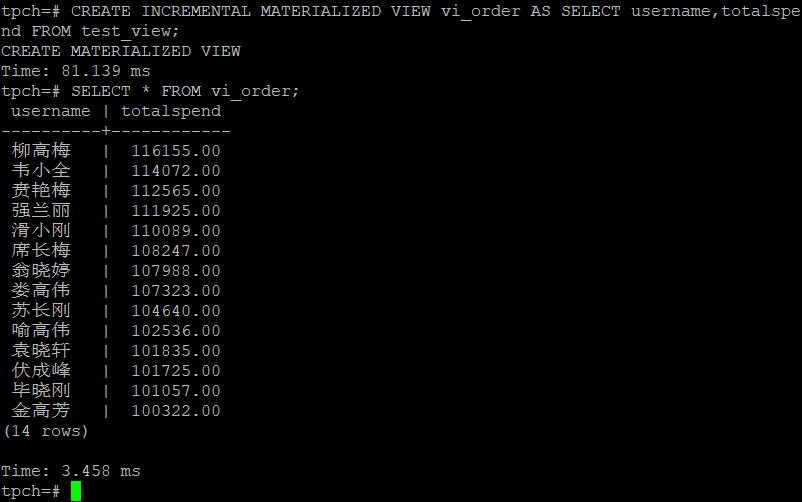 tpch=# CREATE INCREMENTAL MATERIALIZED VIEW vi_order AS SELECT username,totalspe
nd FROM test_view;
CREATE MATERIALIZED VIEW
Time: 81.139 ms
tpch=# SELECT * FROM vi_order;
 username | totalspend
----------+------------
 柳高梅   |  116155.00
 韦小全   |  114072.00
 贲艳梅   |  112565.00
 强兰丽   |  111925.00
 滑小刚   |  110089.00
 席长梅   |  108247.00
 翁晓婷   |  107988.00
 娄高伟   |  107323.00
 苏长刚   |  104640.00
 喻高伟   |  102536.00
 袁晓轩   |  101835.00
 伏成峰   |  101725.00
 毕晓刚   |  101057.00
 金高芳   |  100322.00
(14 rows)
Time: 3.458 ms
tpch=#